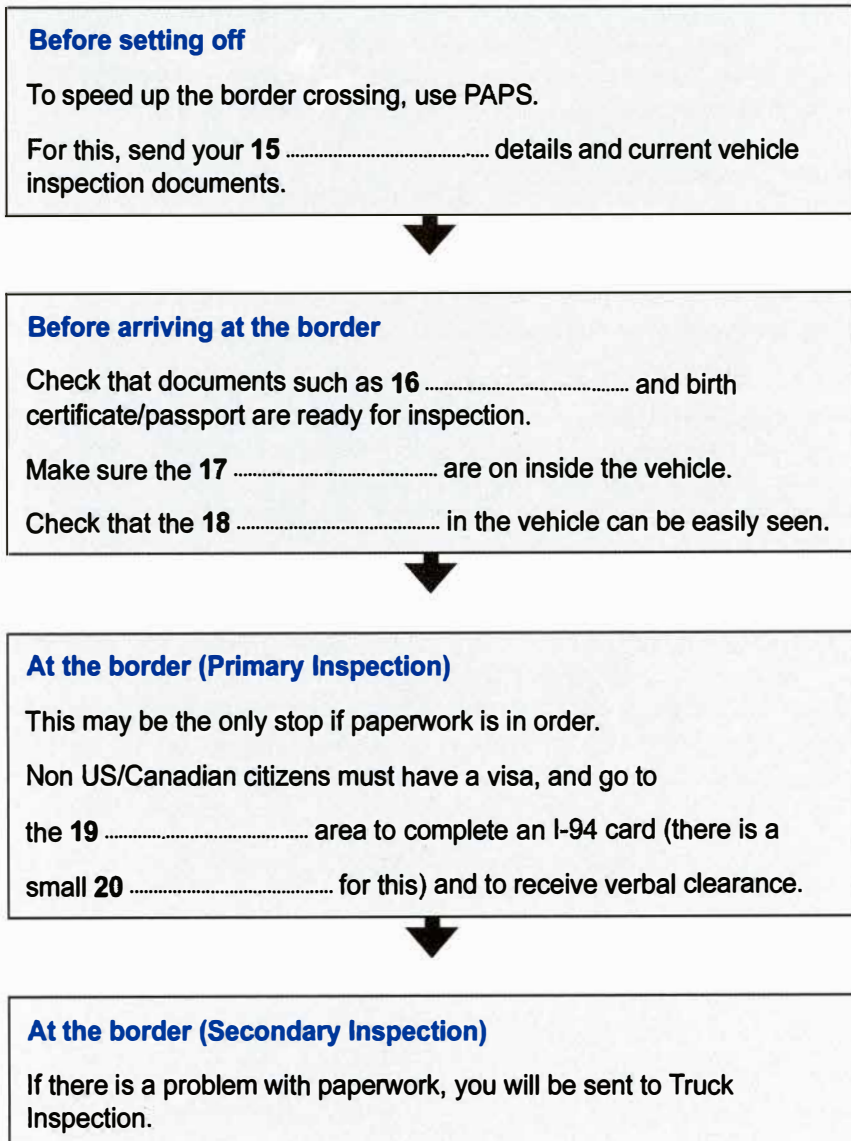 Before setting off
To speed up the border crossing, use PAPS.
For this, send your 15 .................................... details and current vehicle
inspection documents.
Before arriving at the border
Check that documents such as 16 .................................... and birth
certificate/passport are ready for inspection.
Make sure the 17 .................................... are on inside the vehicle.
Check that the 18 .................................... in the vehicle can be easily seen.
At the border (Primary Inspection)
This may be the only stop if paperwork is in order.
Non US/Canadian citizens must have a visa, and go to
the 19 .................................... area to complete an I-94 card (there is a
small 20 .................................... for this) and to receive verbal clearance.
At the border (Secondary Inspection)
If there is a problem with paperwork, you will be sent to Truck
Inspection.